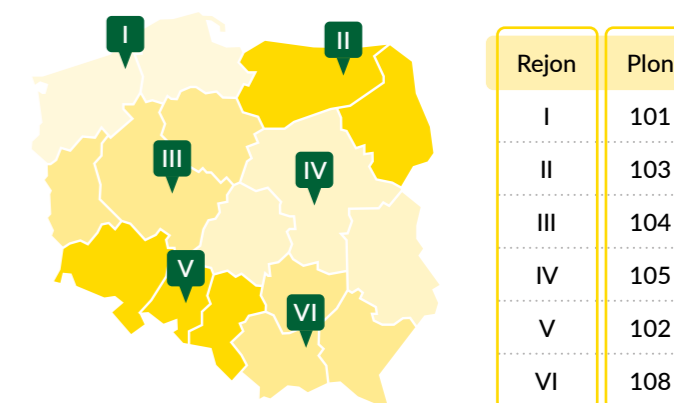 I
II
III
IV
V
VI
Rejon Plon
I 101
II 103
III 104
IV 105
V 102
VI 108